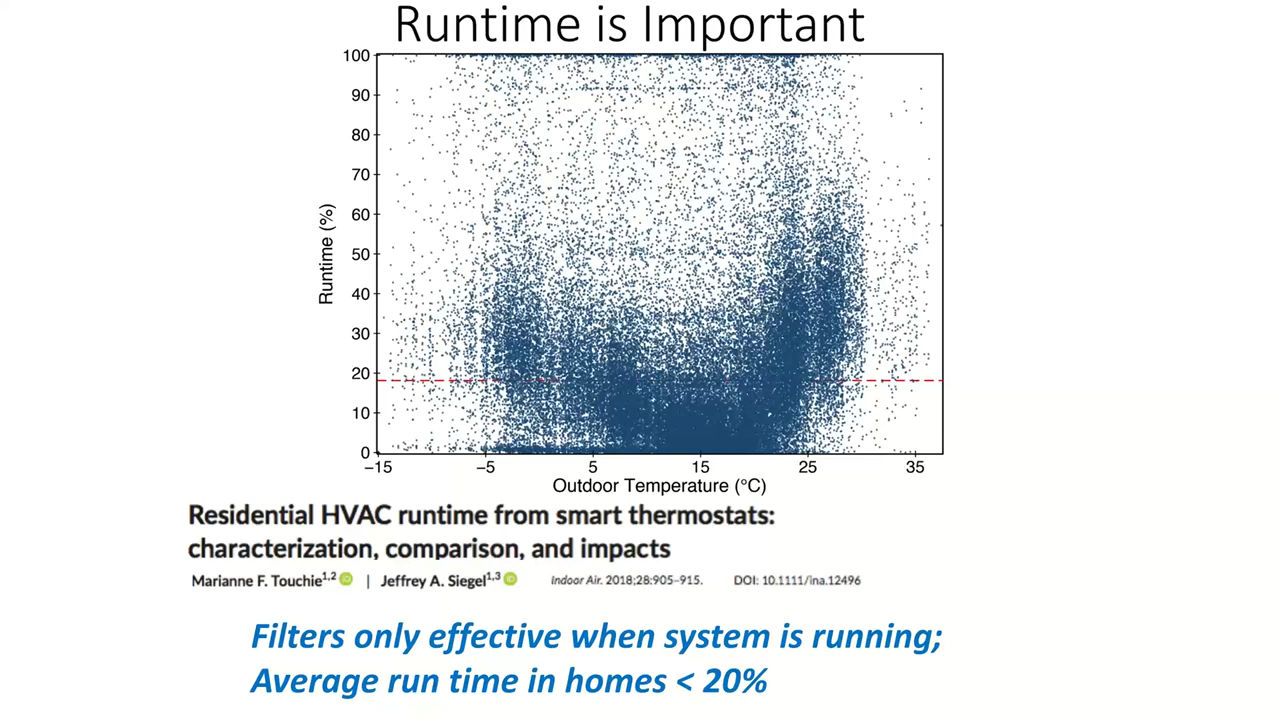 Runtime is Important
100
90
80
70
60
50
40
30
20
10
0
Runtime (%)
−15 −5 5 15 25 35
Outdoor Temperature (°C)
Residential HVAC runtime from smart thermostats:
characterization, comparison, and impacts
Marianne F. Touchie1,2 iD | Jeffrey A. Siegel1,3 iD Indoor Air. 2018;28:905–915. DOI: 10.1111/ina.12496
Filters only effective when system is running;
Average run time in homes < 20%